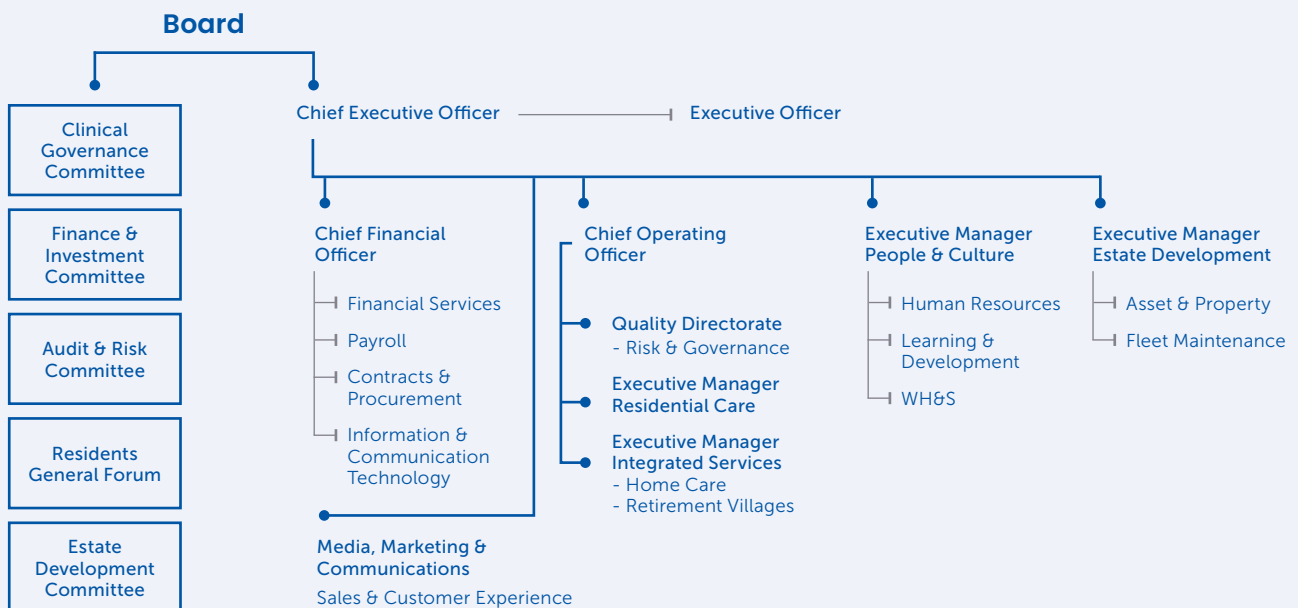 Board
Clinical
Governance
Committee
Finance &
Investment
Committee
Audit & Risk
Committee
Residents
General Forum
Estate
Development
Committee
Chief Executive Officer
Executive Officer
Chief Financial
Officer
Financial Services
Payroll
Contracts &
Procurement
Information &
Communication
Technology
Media, Marketing &
Communications
Sales & Customer Experience
Chief Operating
Officer
Quality Directorate
- Risk & Governance
Executive Manager
Residential Care
Executive Manager
Integrated Services
- Home Care
- Retirement Villages
Executive Manager
People & Culture
Human Resources
Learning &
Development
WH&S
Executive Manager
Estate Development
Asset & Property
Fleet Maintenance